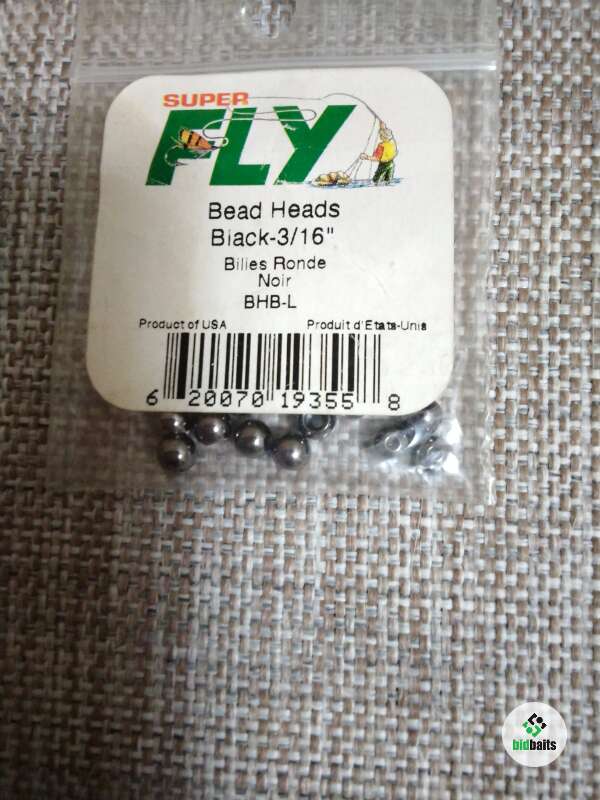 SUPER
FLY
Bead Heads
Black-3/16"
Billes Ronde
Noir
BHB-L
Product of USA Produit d'Etats-Unis
6 20070 19355 8
bidbaits